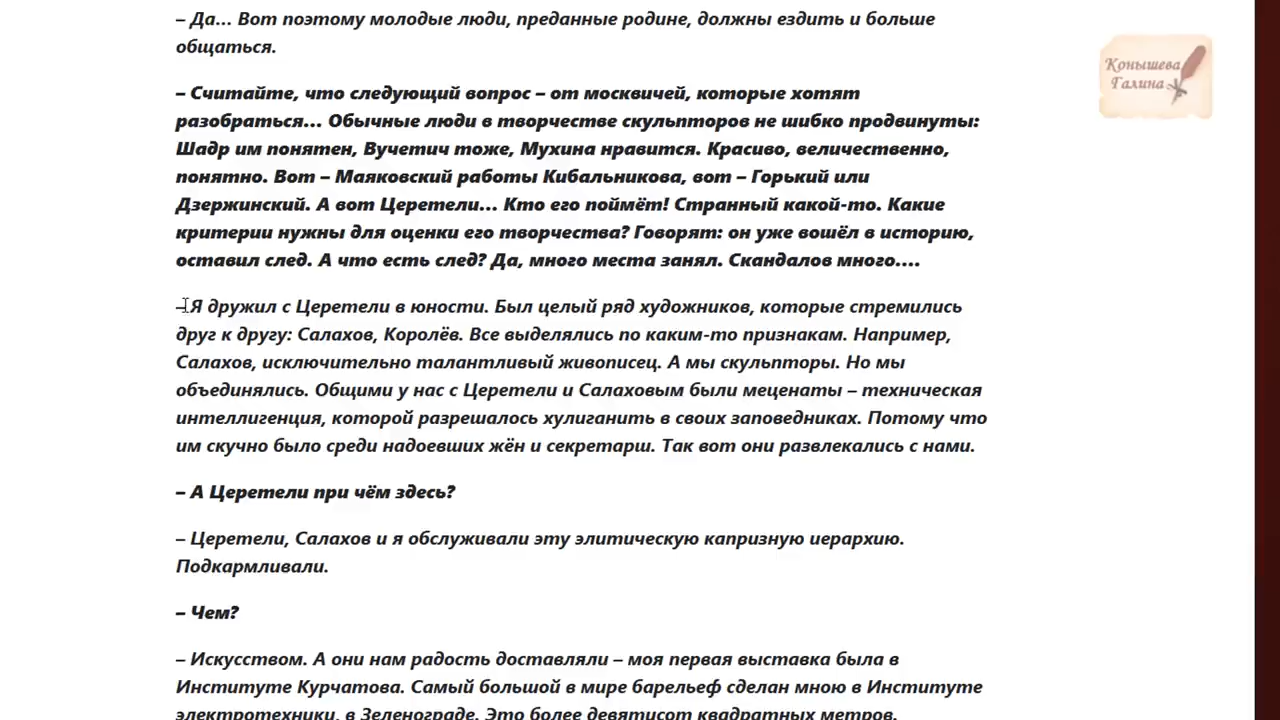 – Да... Вот поэтому молодые люди, преданные родине, должны ездить и больше
общаться.
Конышева
Галина
– Считайте, что следующий вопрос – от москвичей, которые хотят
разобраться... Обычные люди в творчестве скульпторов не шибко продвинуты:
Шадр им понятен, Вучетич тоже, Мухина нравится. Красиво, величественно,
понятно. Вот – Маяковский работы Кибальникова, вот – Горький или
Дзержинский. А вот Церетели... Кто его поймёт! Странный какой-то. Какие
критерии нужны для оценки его творчества? Говорят: он уже вошёл в историю,
оставил след. А что есть след? Да, много места занял. Скандалов много....
– Я дружил с Церетели в юности. Был целый ряд художников, которые стремились
друг к другу: Салахов, Королёв. Все выделялись по каким-то признакам. Например,
Салахов, исключительно талантливый живописец. А мы скульпторы. Но мы
объединялись. Общими у нас с Церетели и Салаховым были меценаты – техническая
интеллигенция, которой разрешалось хулиганить в своих заповедниках. Потому что
им скучно было среди надоевших жён и секретарш. Так вот они развлекались с нами.
– А Церетели при чём здесь?
– Церетели, Салахов и я обслуживали эту элитическую капризную иерархию.
Подкармливали.
– Чем?
– Искусством. А они нам радость доставляли – моя первая выставка была в
Институте Курчатова. Самый большой в мире барельеф сделан мною в Институте
электротехники, в Зеленограде. Это более девятисот квадратных метров.